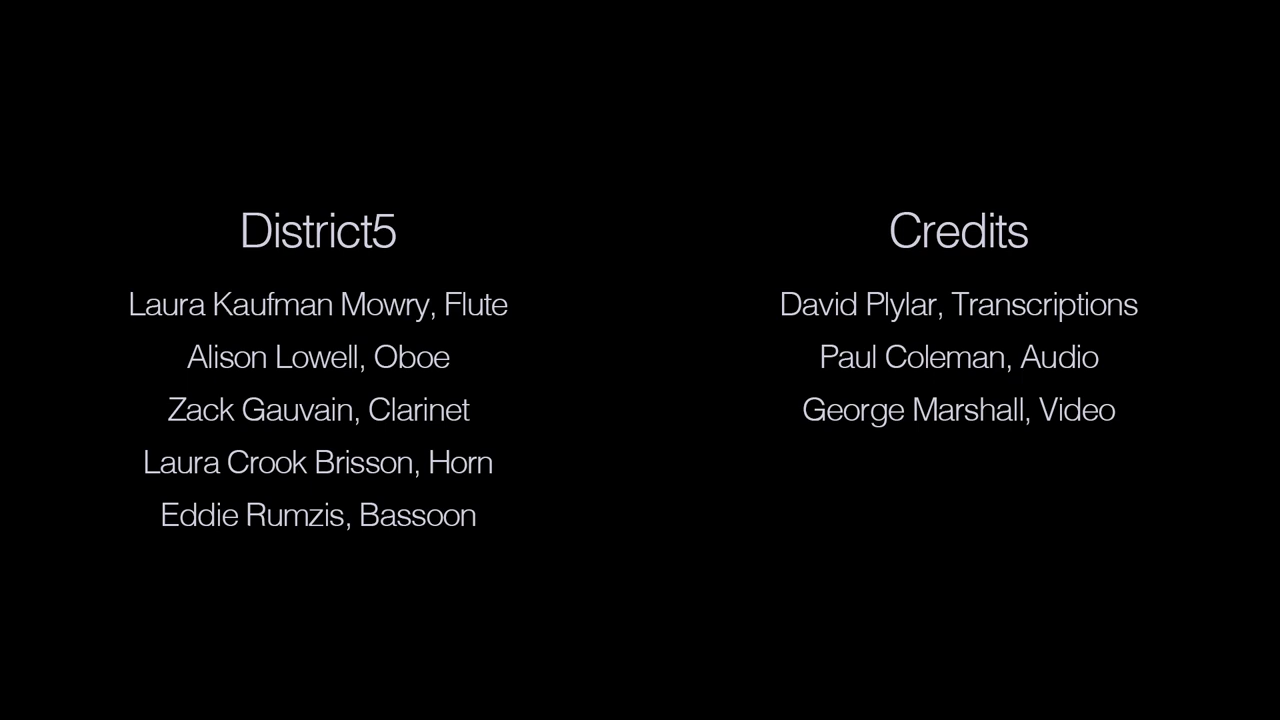 District5
Laura Kaufman Mowry, Flute
Alison Lowell, Oboe
Zack Gauvain, Clarinet
Laura Crook Brisson, Horn
Eddie Rumzis, Bassoon
Credits
David Plylar, Transcriptions
Paul Coleman, Audio
George Marshall, Video